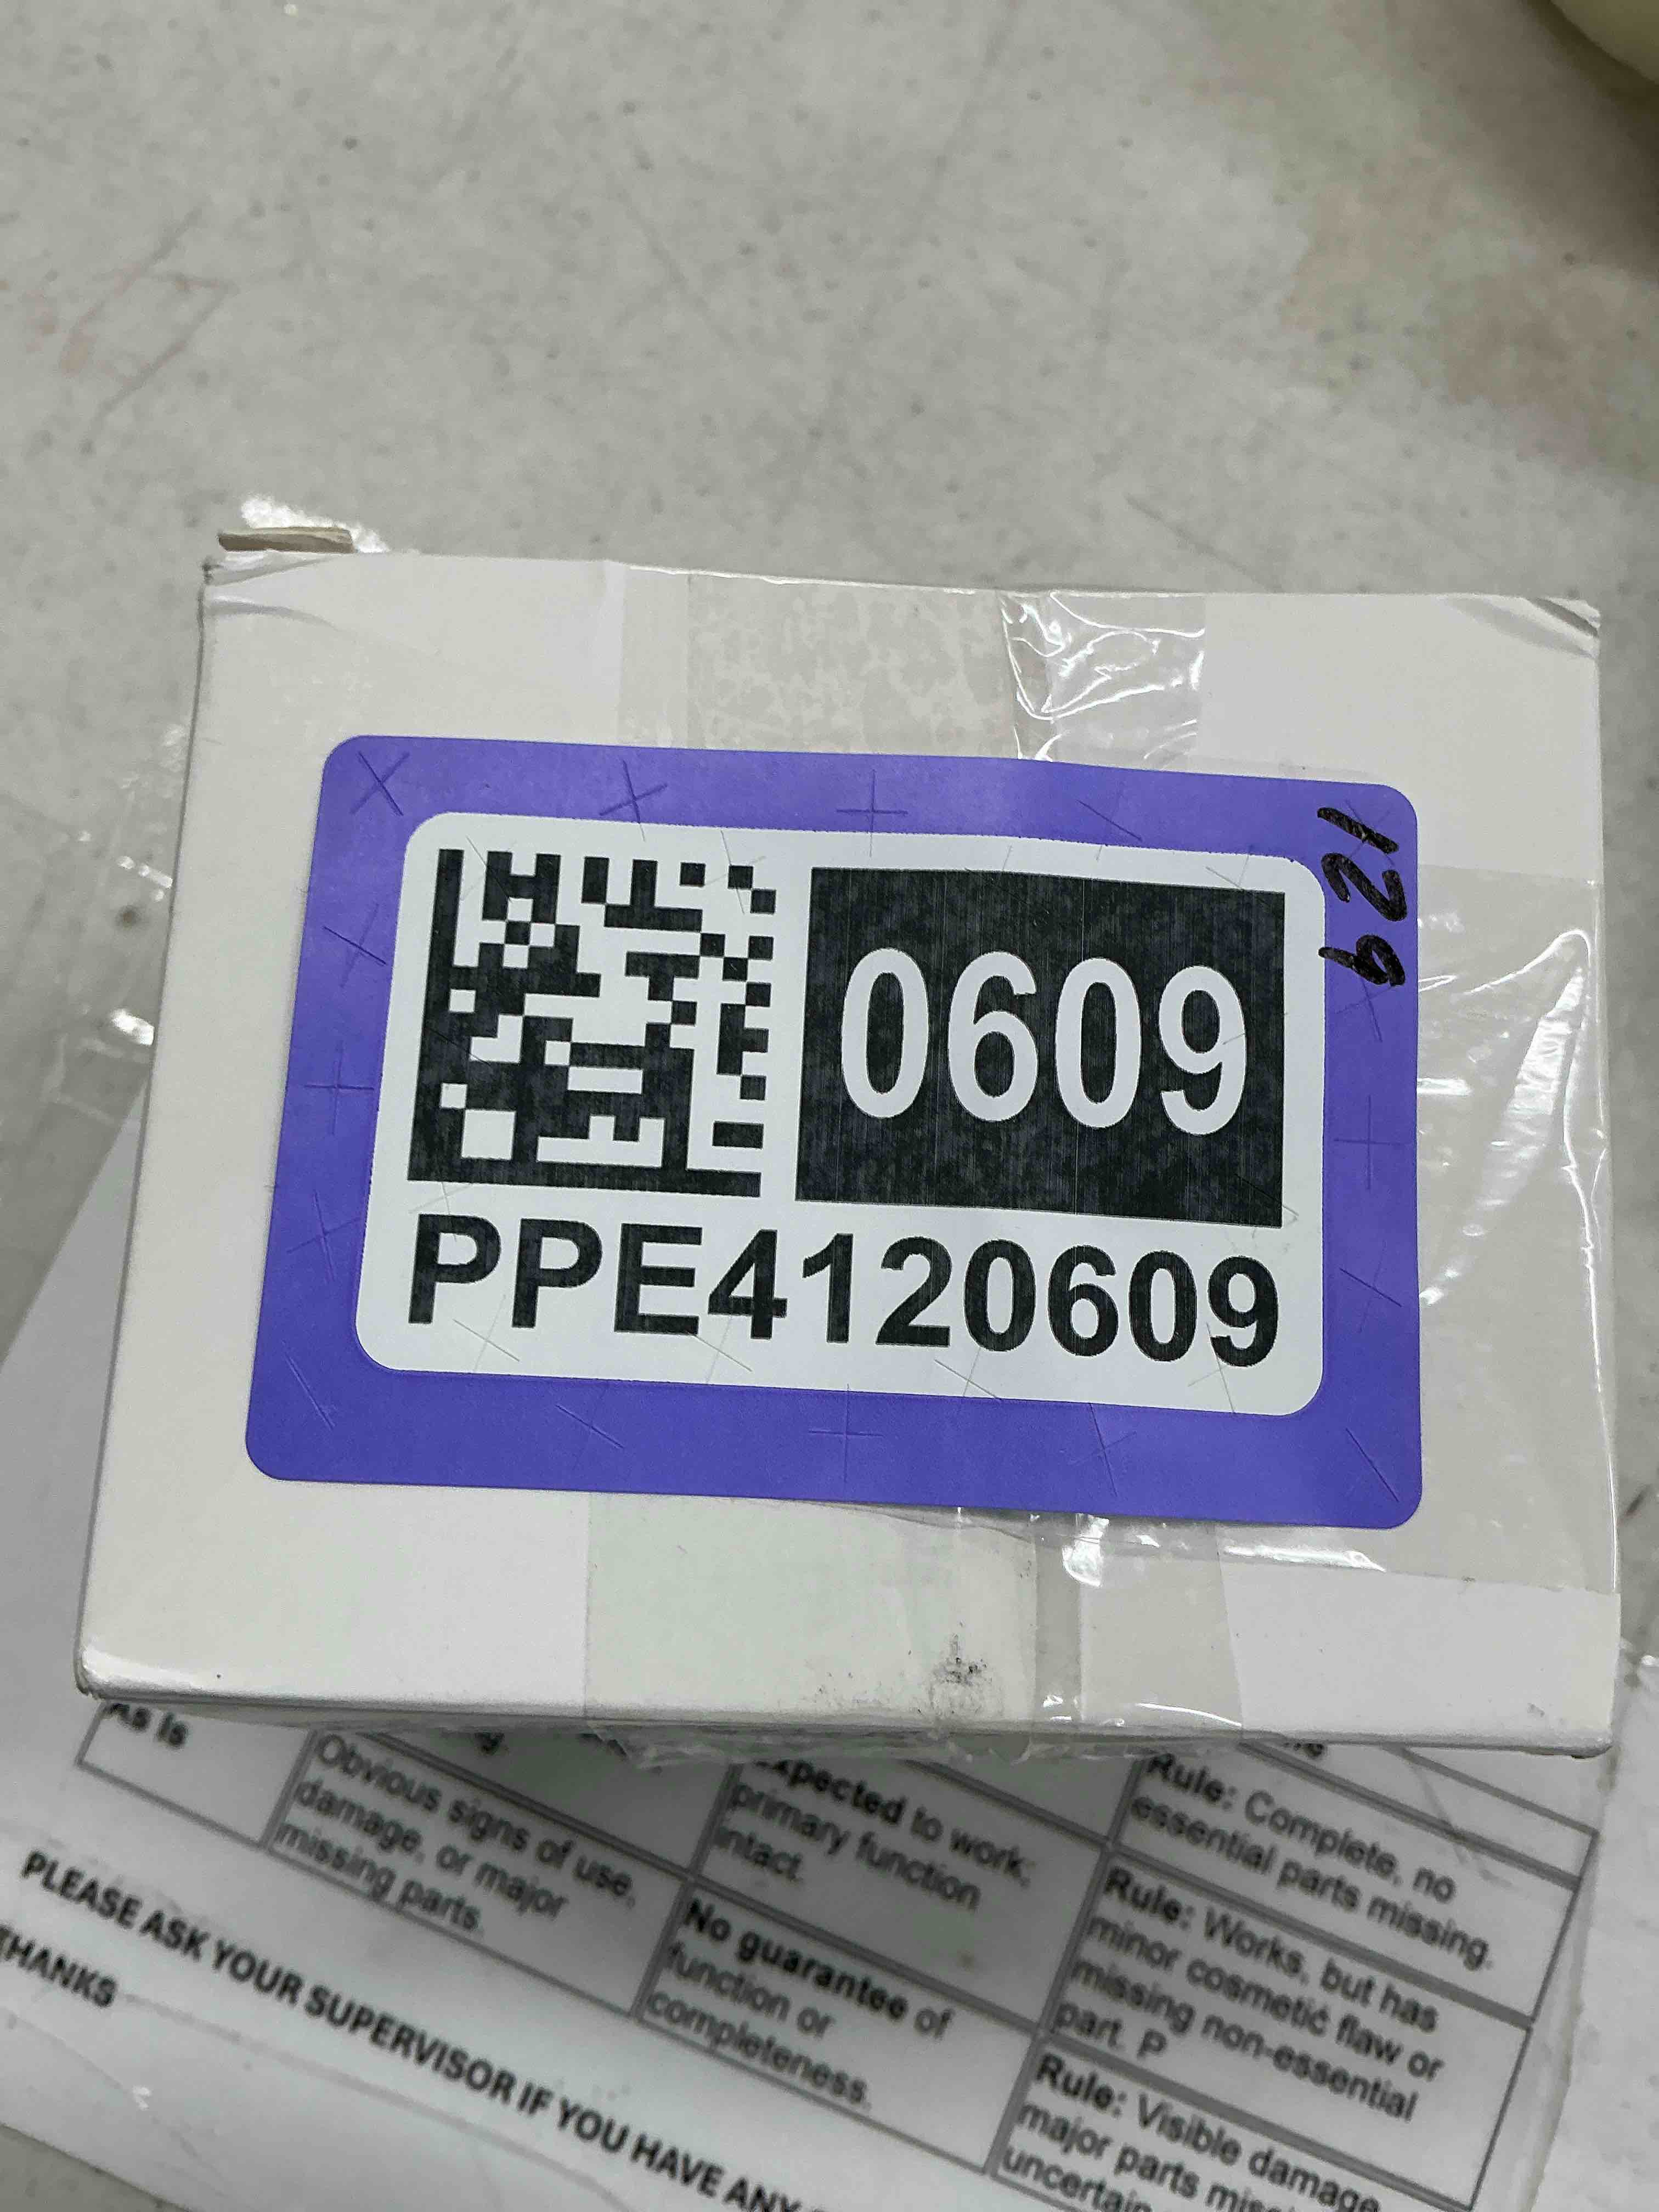 0609
PPE4120609
129
As Is
Obvious signs of use,
damage, or major
missing parts.
Expected to work;
primary function
intact.
No guarantee of
function or
completeness.
Rule: Complete, no
essential parts missing.
Rule: Works, but has
minor cosmetic flaw or
missing non-essential
part. P
Rule: Visible damage
major parts
uncertain
PLEASE ASK YOUR SUPERVISOR IF YOU HAVE ANY
THANKS